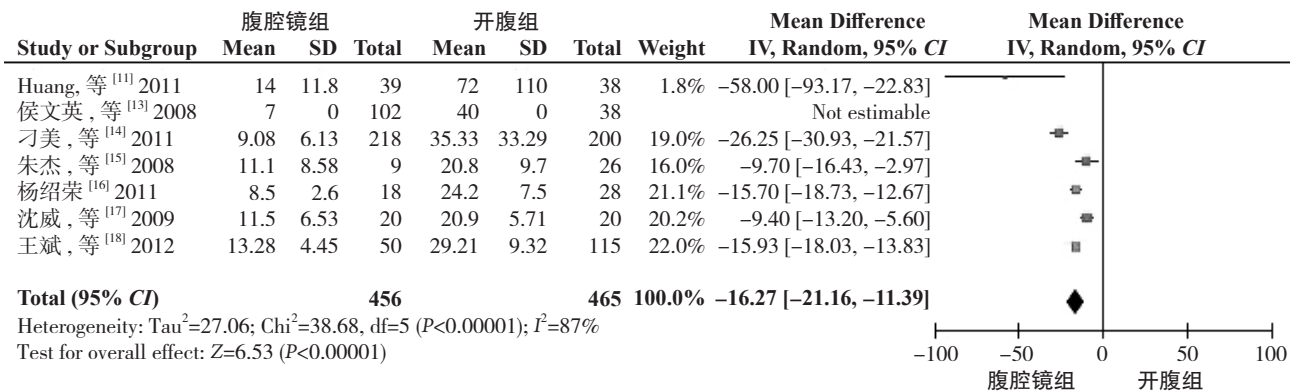 腹腔镜组 开腹组 Mean Difference Mean Difference
Study or Subgroup Mean SD Total Mean SD Total Weight IV, Random, 95% CI IV, Random, 95% CI
Huang, 等 [11] 2011 14 11.8 39 72 110 38 1.8% −58.00 [−93.17, −22.83]
侯文英 , 等 [13] 2008 7 0 102 40 0 38 Not estimable
刁美 , 等 [14] 2011 9.08 6.13 218 35.33 33.29 200 19.0% −26.25 [−30.93, −21.57]
朱杰 , 等 [15] 2008 11.1 8.58 9 20.8 9.7 26 16.0% −9.70 [−16.43, −2.97]
杨绍荣 [16] 2011 8.5 2.6 18 24.2 7.5 28 21.1% −15.70 [−18.73, −12.67]
沈威 , 等 [17] 2009 11.5 6.53 20 20.9 5.71 20 20.2% −9.40 [−13.20, −5.60]
王斌 , 等 [18] 2012 13.28 4.45 50 29.21 9.32 115 22.0% −15.93 [−18.03, −13.83]
Total (95% CI) 456 465 100.0% −16.27 [−21.16, −11.39]
Heterogeneity: Tau²=27.06; Chi²=38.68, df=5 (P<0.00001); I²=87%
Test for overall effect: Z=6.53 (P<0.00001)
−100 −50 0 50 100
腹腔镜组 开腹组